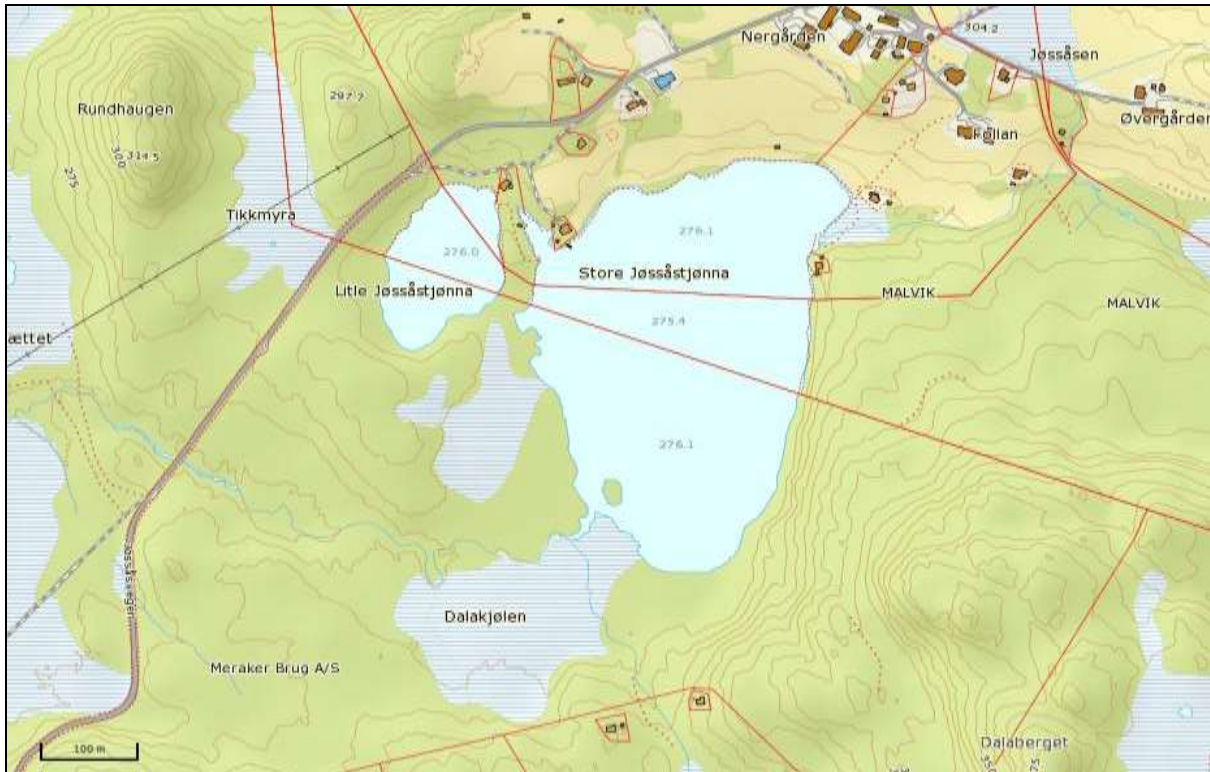 304.2
Nergården
Jøssåsen
297.7
Rundhaugen
Øvergården
Follan
300
314.5
275
Tikkmyra
276.1
276.0
Store Jøssåstjønna
Litle Jøssåstjønna
MALVIK
MALVIK
275.4
ættet
276.1
Jøssåsvegen
Dalakjølen
Meraker Brug A/S
Dalaberget
100 m